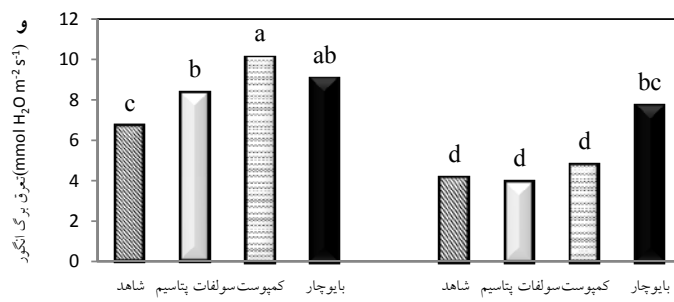 و
تعرق برگ انگور(mmol H₂O m⁻² s⁻¹)
12
10
8
6
4
2
0
c b a ab d d d bc
شاهد سولفات پتاسیم کمپوست بایوچار شاهد سولفات پتاسیم کمپوست بایوچار